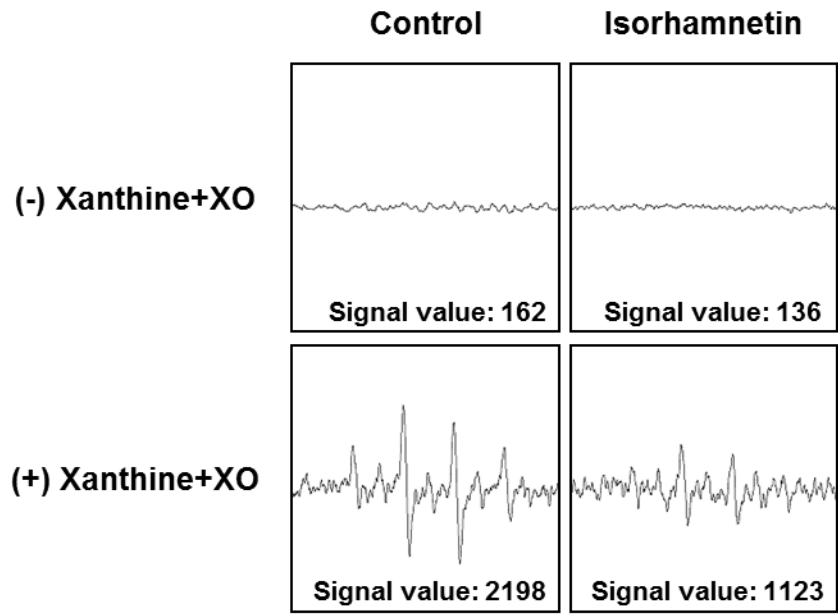 Control Isorhamnetin
(-) Xanthine+XO
Signal value: 162 Signal value: 136
(+) Xanthine+XO
Signal value: 2198 Signal value: 1123